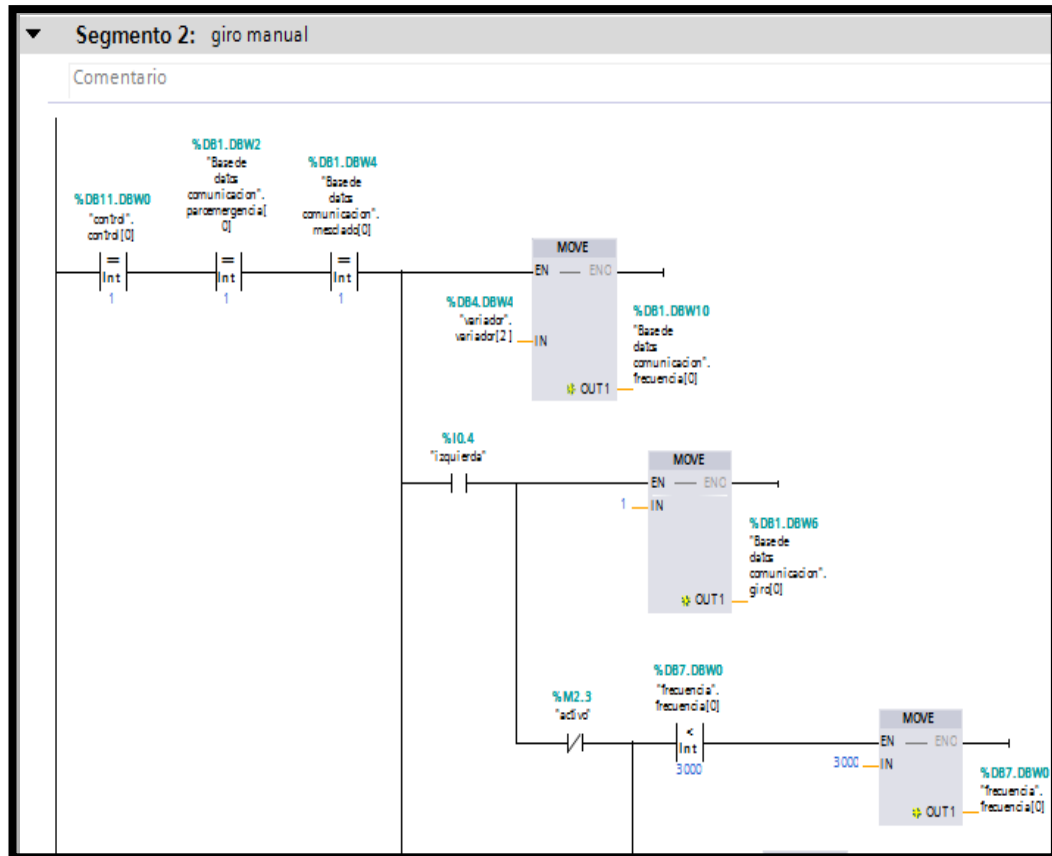 Segmento 2: giro manual
Comentario
%DB11.DBW0
"control".
control[0]
=
Int
1
%DB1.DBW2
"Base de
datos
comunicacion".
paroemergencia[
0]
=
Int
1
%DB1.DBW4
"Base de
datos
comunicacion".
mezclado[0]
=
Int
1
MOVE
EN
ENO
%DB4.DBW4
"variador".
variador[2]
IN
OUT1
%DB1.DBW10
"Base de
datos
comunicacion".
frecuencia[0]
%I0.4
"izquierda"
MOVE
EN
ENO
1
IN
OUT1
%DB1.DBW6
"Base de
datos
comunicacion".
giro[0]
%M2.3
"activo"
%DB7.DBW0
"frecuencia".
frecuencia[0]
<
Int
3000
MOVE
EN
ENO
3000
IN
OUT1
%DB7.DBW0
"frecuencia".
frecuencia[0]